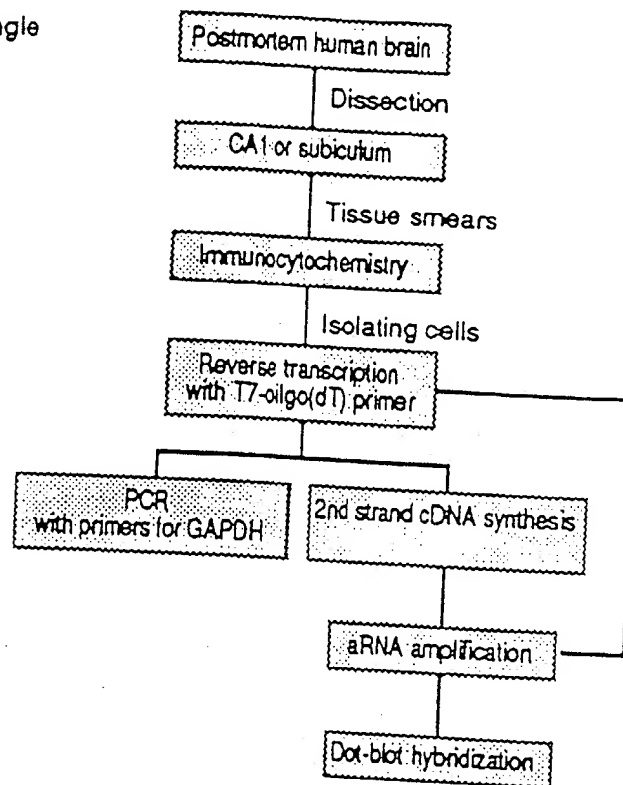 ngle
Postmortem human brain
Dissection
CA1 or subiculum
Tissue smears
Immunocytochemistry
Isolating cells
Reverse transcription
with T7-oilgo(dT) primer
PCR
with primers for GAPDH
2nd strand cDNA synthesis
aRNA amplification
Dot-blot hybridization